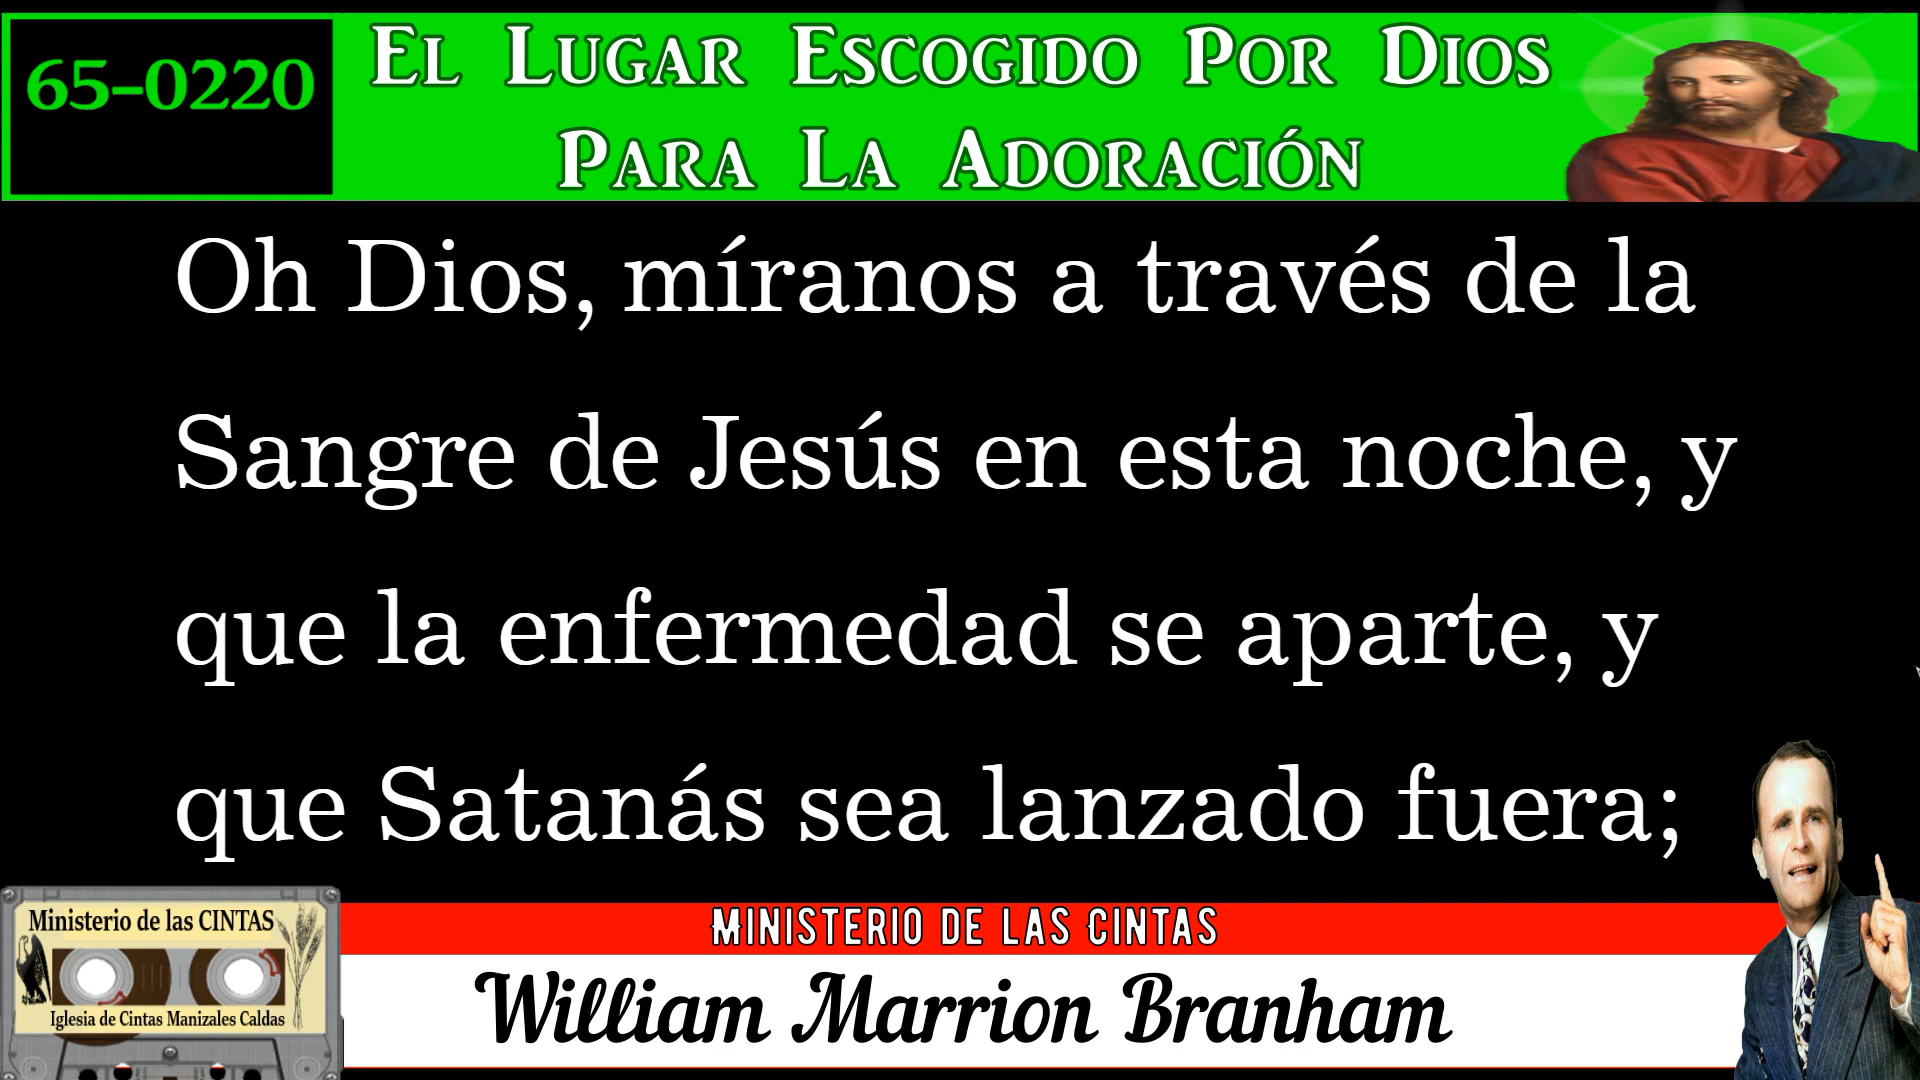 65-0220
El Lugar Escogido Por Dios
Para La Adoración
Oh Dios, míranos a través de la
Sangre de Jesús en esta noche, y
que la enfermedad se aparte, y
que Satanás sea lanzado fuera;
Ministerio de las CINTAS
Iglesia de Cintas Manizales Caldas
MINISTERIO DE LAS CINTAS
William Marrion Branham